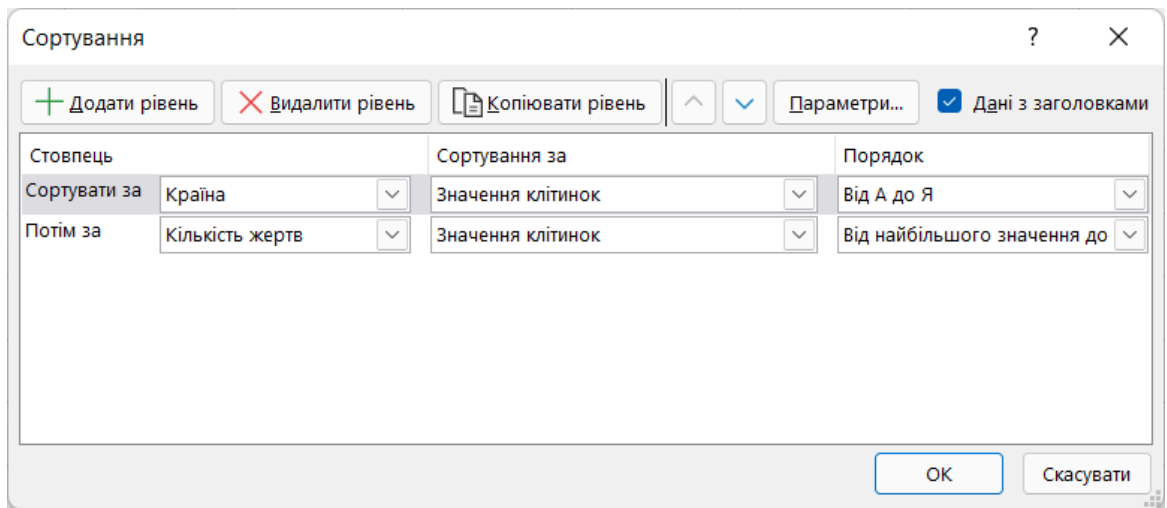 Сортування ?
Додати рівень Видалити рівень Копіювати рівень Параметри... Дані з заголовками
Стовпець Сортування за Порядок
Сортувати за Країна Значення клітинок Від А до Я
Потім за Кількість жертв Значення клітинок Від найбільшого значення до
ОК Скасувати